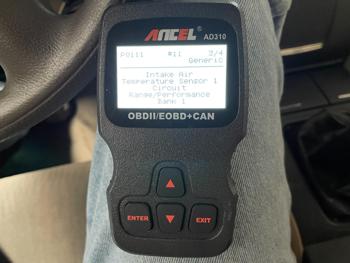 ANCEL
AD310
P0111 #11 2/4
Generic
Intake Air
Temperature Sensor 1
Circuit
Range/Performance
Bank 1
OBDII/EOBD+CAN
ENTER
EXIT